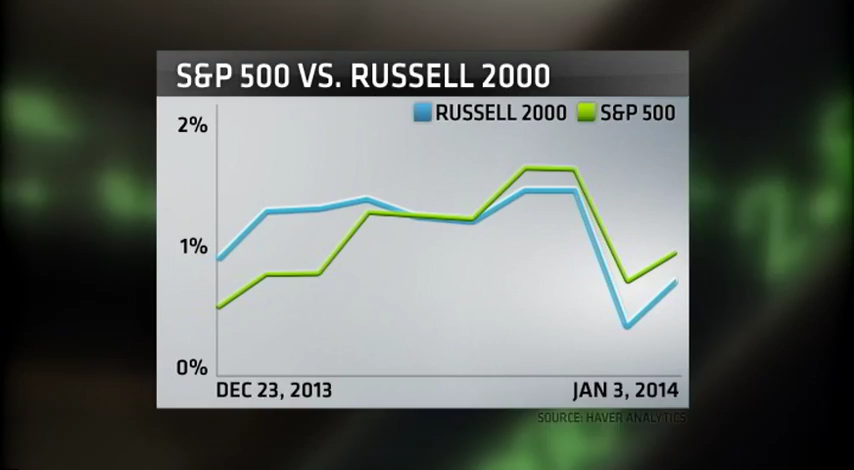 S&P 500 VS. RUSSELL 2000
RUSSELL 2000 S&P 500
2%
1%
0%
DEC 23, 2013 JAN 3, 2014
SOURCE: HAVER ANALYTICS